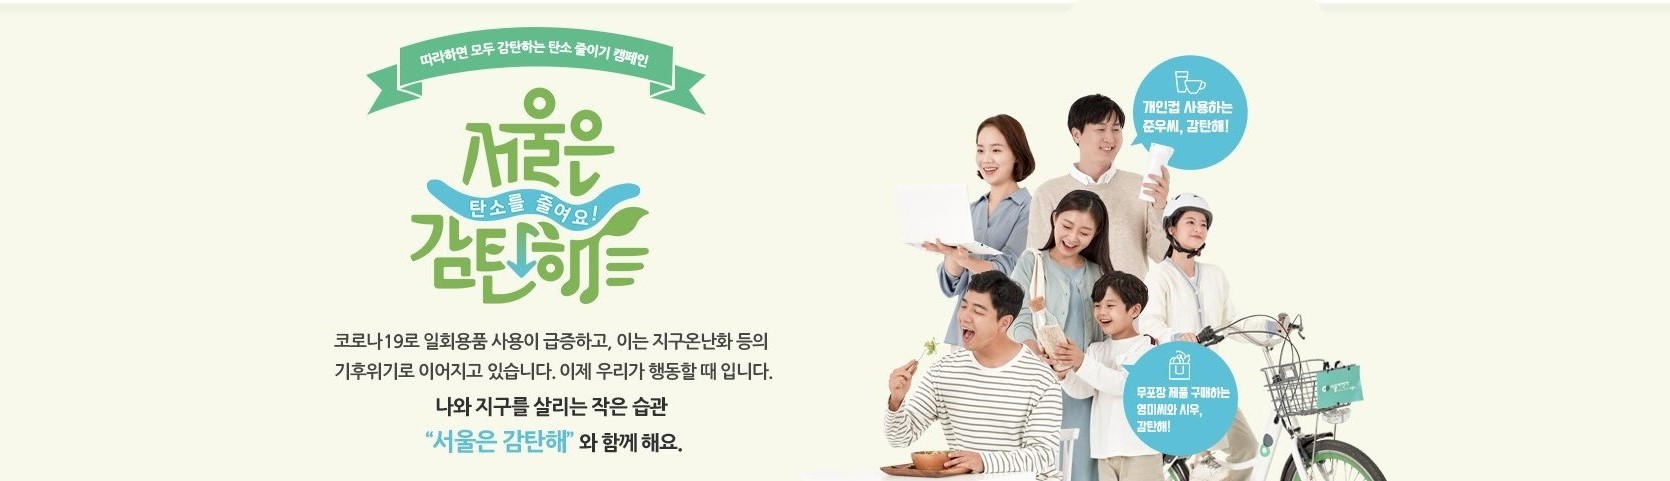 따라하면 모두 감탄하는 탄소 줄이기 캠페인
서울은
탄소를 줄여요!
감탄해
코로나19로 일회용품 사용이 급증하고, 이는 지구온난화 등의
기후위기로 이어지고 있습니다. 이제 우리가 행동할 때 입니다.
나와 지구를 살리는 작은 습관
“서울은 감탄해” 와 함께 해요.
개인컵 사용하는
준우씨, 감탄해!
무포장 제품 구매하는
영미씨와 시우,
감탄해!